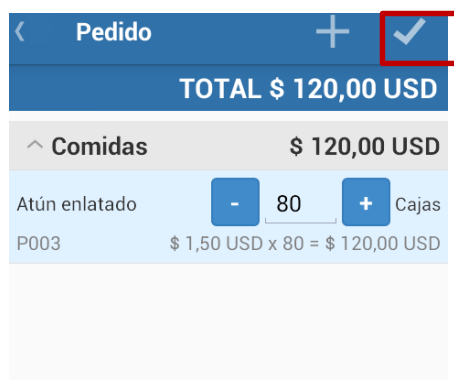 Pedido
TOTAL $ 120,00 USD
Comidas $ 120,00 USD
Atún enlatado - 80 + Cajas
P003 $ 1,50 USD x 80 = $ 120,00 USD